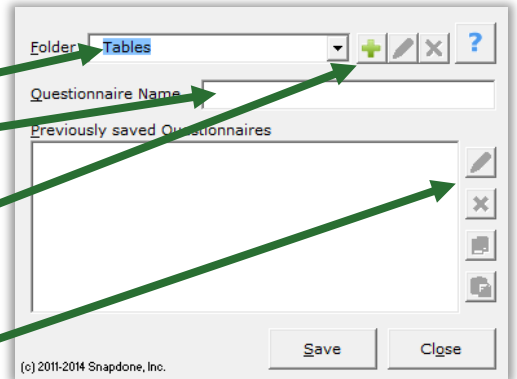 Folder Tables ?
Questionnaire Name
Previously saved Questionnaires
Save Close
(c) 2011-2014 Snapdone, Inc.